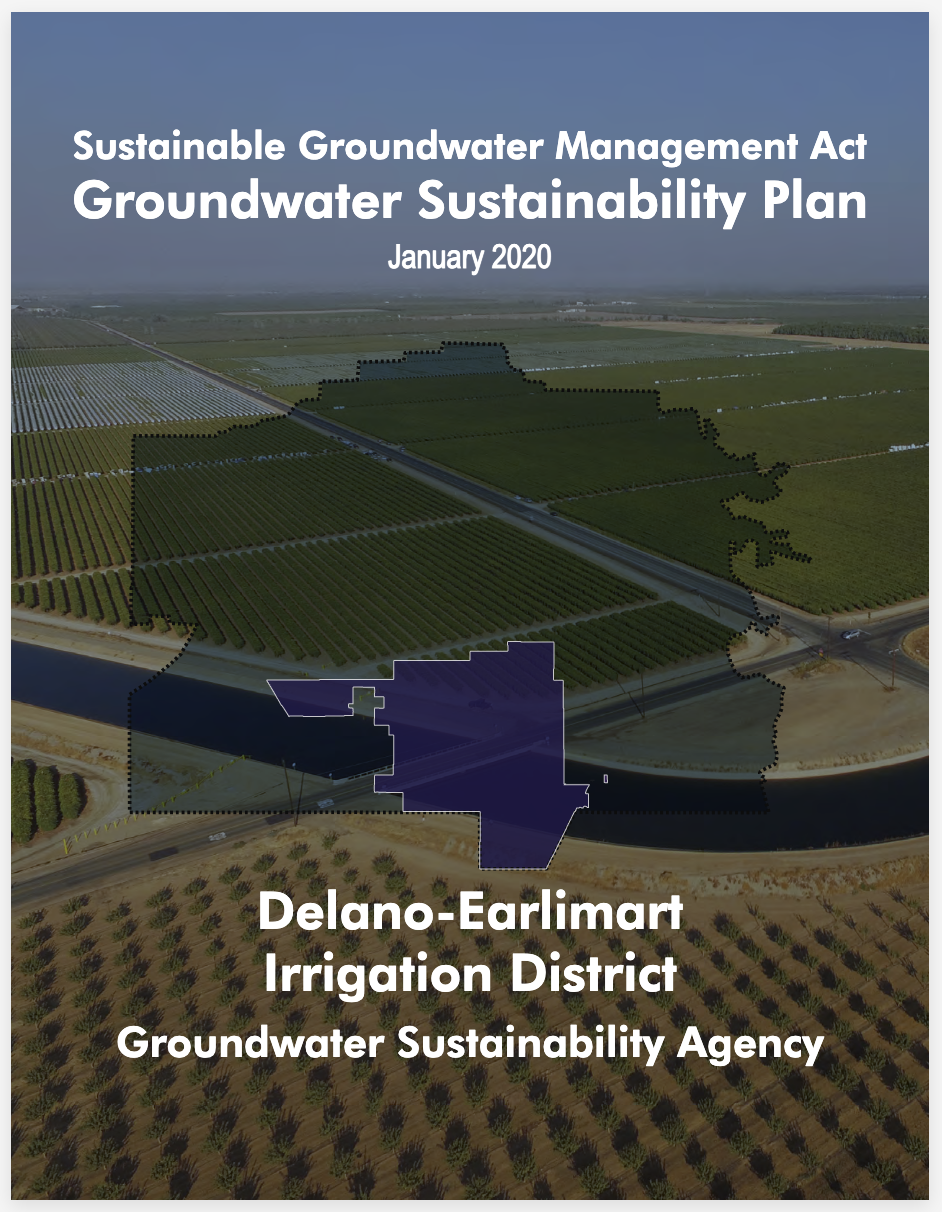 Sustainable Groundwater Management Act
Groundwater Sustainability Plan
January 2020
Delano-Earlimart
Irrigation District
Groundwater Sustainability Agency